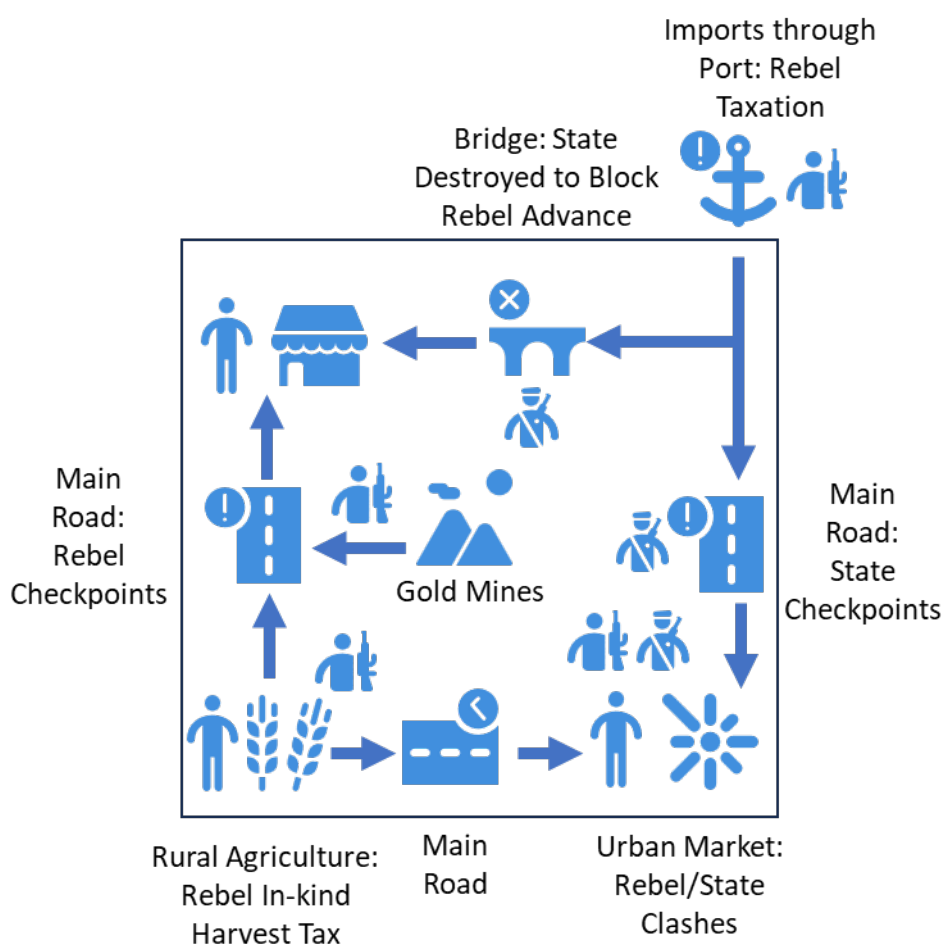 Imports through
Port: Rebel
Taxation
Bridge: State
Destroyed to Block
Rebel Advance
Main
Road:
Rebel
Checkpoints
Gold Mines
Main
Road:
State
Checkpoints
Rural Agriculture:
Rebel In-kind
Harvest Tax
Main
Road
Urban Market:
Rebel/State
Clashes